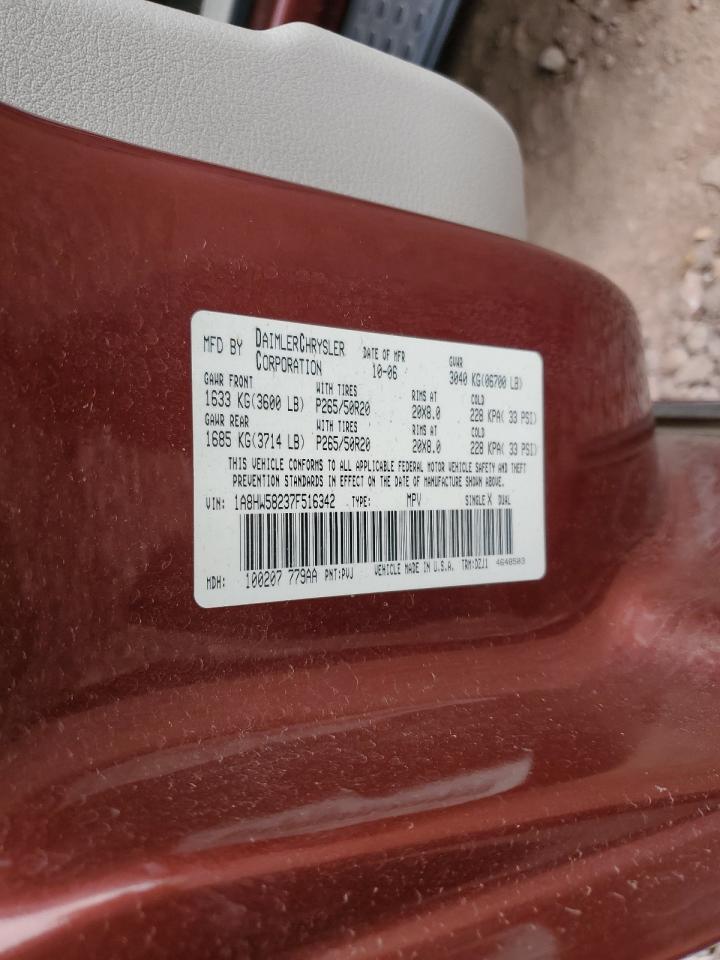 MFD BY DAIMLERCHRYSLER CORPORATION DATE OF MFR 10-06 GVWR 3040 KG(06700 LB)
GAWR FRONT WITH TIRES RIMS AT COLD
1633 KG(3600 LB) P265/50R20 20X8.0 228 KPA( 33 PSI)
GAWR REAR WITH TIRES RIMS AT COLD
1685 KG(3714 LB) P265/50R20 20X8.0 228 KPA( 33 PSI)
THIS VEHICLE CONFORMS TO ALL APPLICABLE FEDERAL MOTOR VEHICLE SAFETY AND THEFT
PREVENTION STANDARDS IN EFFECT ON THE DATE OF MANUFACTURE SHOWN ABOVE.
VIN: 1A8HW58237F516342 TYPE: MPV SINGLE X DUAL
MDH: 100207 779AA PNT:PVJ VEHICLE MADE IN U.S.A. TRM:DZJ1 4648503